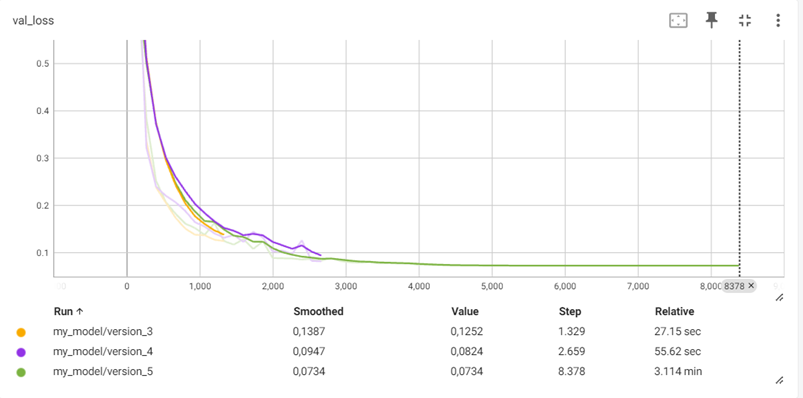 val_loss
0.5
0.4
0.3
0.2
0.1
0 1,000 2,000 3,000 4,000 5,000 6,000 7,000 8,000 8378 ×
Run ↑ Smoothed Value Step Relative
my_model/version_3 0,1387 0,1252 1.329 27.15 sec
my_model/version_4 0,0947 0,0824 2.659 55.62 sec
my_model/version_5 0,0734 0,0734 8.378 3.114 min